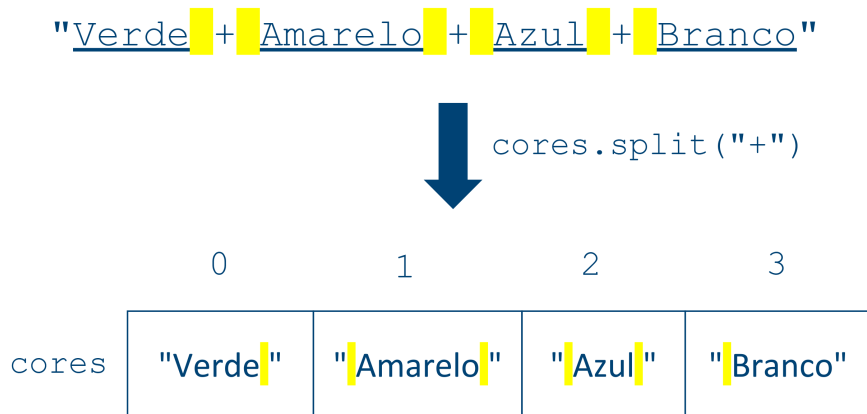 "Verde + Amarelo + Azul + Branco"
cores.split("+")
0 1 2 3
cores "Verde " " Amarelo " " Azul " " Branco"